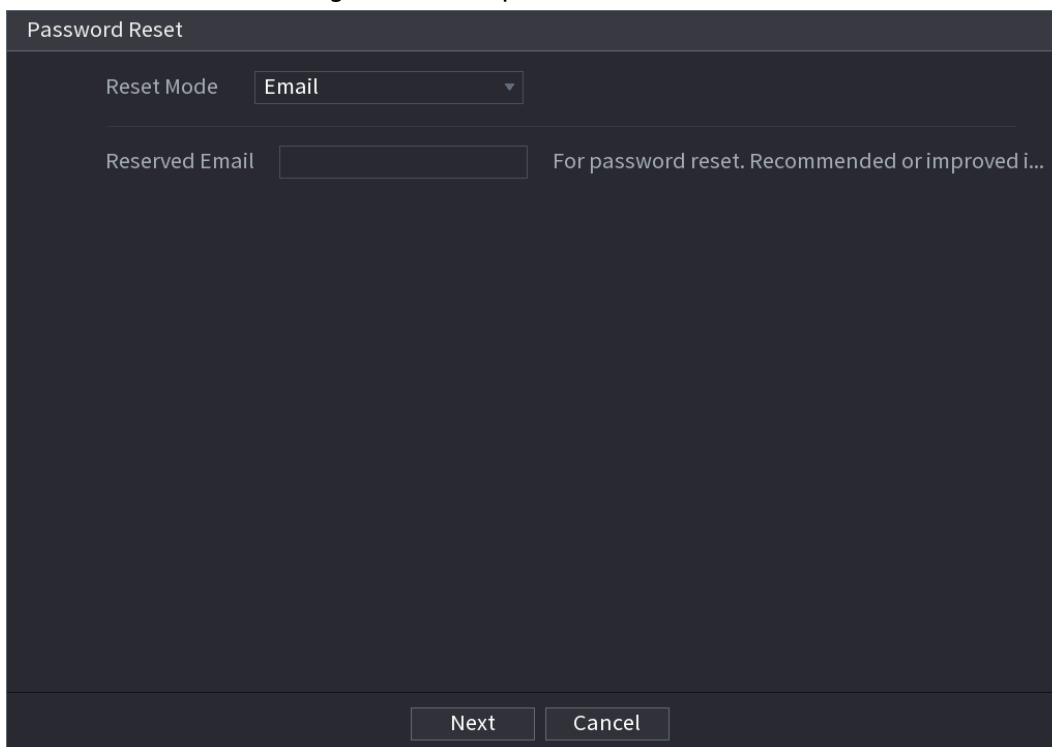 Password Reset
Reset Mode Email
Reserved Email For password reset. Recommended or improved i...
Next Cancel